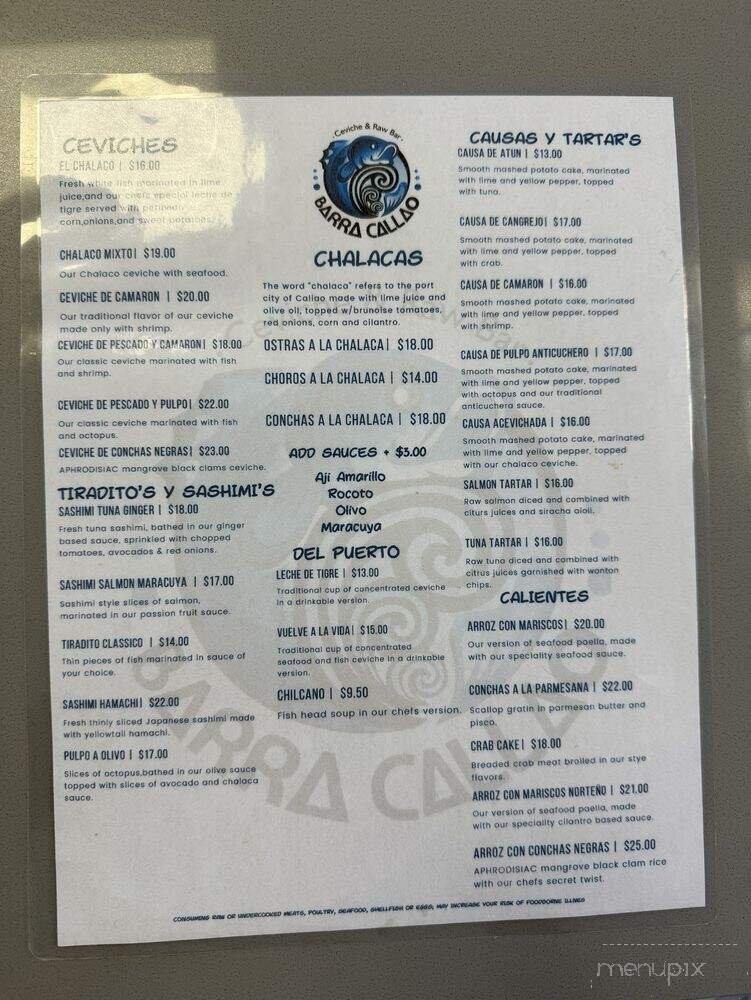 CEVICHES
EL CHALACO | $16.00
Fresh white fish marinated in lime
juice,and our chefs epecial leche de
tigre served with peruvian
corn,onions,and sweet potatoes.
CHALACO MIXTO| $19.00
Our Chalaco ceviche with seafood.
CEVICHE DE CAMARON | $20.00
Our traditional flavor of our ceviche
made only with shrimp.
CEVICHE DE PESCADO Y CAMARON| $18.00
Our classic ceviche marinated with fish
and shrimp.
CEVICHE DE PESCADO Y PULPO| $22.00
Our classic ceviche marinated with fish
and octopus.
CEVICHE DE CONCHAS NEGRAS| $23.00
APHRODISIAC mangrove black clams ceviche.
TIRADITO'S Y SASHIMI'S
SASHIMI TUNA GINGER | $18.00
Fresh tuna sashimi, bathed in our ginger
based sauce, sprinkled with chopped
tomatoes, avocados & red onions.
SASHIMI SALMON MARACUYA | $17.00
Sashimi style slices of salmon,
marinated in our passion fruit sauce.
TIRADITO CLASSICO | $14.00
Thin pieces of fish marinated in sauce of
your choice.
SASHIMI HAMACHI| $22.00
Fresh thinly sliced Japanese sashimi made
with yellowtail hamachi.
PULPO A OLIVO | $17.00
Slices of octopus,bathed in our olive sauce
topped with slices of avocado and chalaca
sauce.
Ceviche & Raw Bar
BARRA CALLAO
CHALACAS
The word "chalaca" refers to the port
city of Callao made with lime juice and
olive oil, topped w/brunoise tomatoes,
red onions, corn and cilantro.
OSTRAS A LA CHALACA| $18.00
CHOROS A LA CHALACA | $14.00
CONCHAS A LA CHALACA | $18.00
ADD SAUCES + $3.00
Aji Amarillo
Rocoto
Olivo
Maracuya
DEL PUERTO
LECHE DE TIGRE | $13.00
Traditional cup of concentrated ceviche
in a drinkable version.
VUELVE A LA VIDA| $15.00
Traditional cup of concentrated
seafood and fish ceviche in a drinkable
version.
CHILCANO | $9.50
Fish head soup in our chefs version.
CAUSAS Y TARTAR'S
CAUSA DE ATUN | $13.00
Smooth mashed potato cake, marinated
with lime and yellow pepper, topped
with tuna.
CAUSA DE CANGREJO| $17.00
Smooth mashed potato cake, marinated
with lime and yellow pepper, topped
with crab.
CAUSA DE CAMARON | $16.00
Smooth mashed potato cake, marinated
with lime and yellow pepper, topped
with shrimp.
CAUSA DE PULPO ANTICUCHERO | $17.00
Smooth mashed potato cake, marinated
with lime and yellow pepper, topped
with octopus and our traditional
anticuchera sauce.
CAUSA ACEVICHADA | $16.00
Smooth mashed potato cake, marinated
with lime and yellow pepper, topped
with our chalaco ceviche.
SALMON TARTAR | $16.00
Raw salmon diced and combined with
citurs juices and siracha aioli.
TUNA TARTAR | $16.00
Raw tuna diced and combined with
citrus juices garnished with wonton
chips.
CALIENTES
ARROZ CON MARISCOS| $20.00
Our version of seafood paella, made
with our speciality seafood sauce.
CONCHAS A LA PARMESANA | $22.00
Scallop gratin in parmesan butter and
pisco.
CRAB CAKE| $18.00
Breaded crab meat broiled in our stye
flavors.
ARROZ CON MARISCOS NORTEÑO | $21.00
Our version of seafood paella, made
with our speciality cilantro based sauce.
ARROZ CON CONCHAS NEGRAS | $25.00
APHRODISIAC mangrove black clam rice
with our chefs secret twist.
BARRA CALLAO
CONSUMING RAW OR UNDERCOOKED MEATS, POULTRY, SEAFOOD, SHELLFISH OR EGGS, MAY INCREASE YOUR RISK OF FOODBORNE ILLNES
menupix